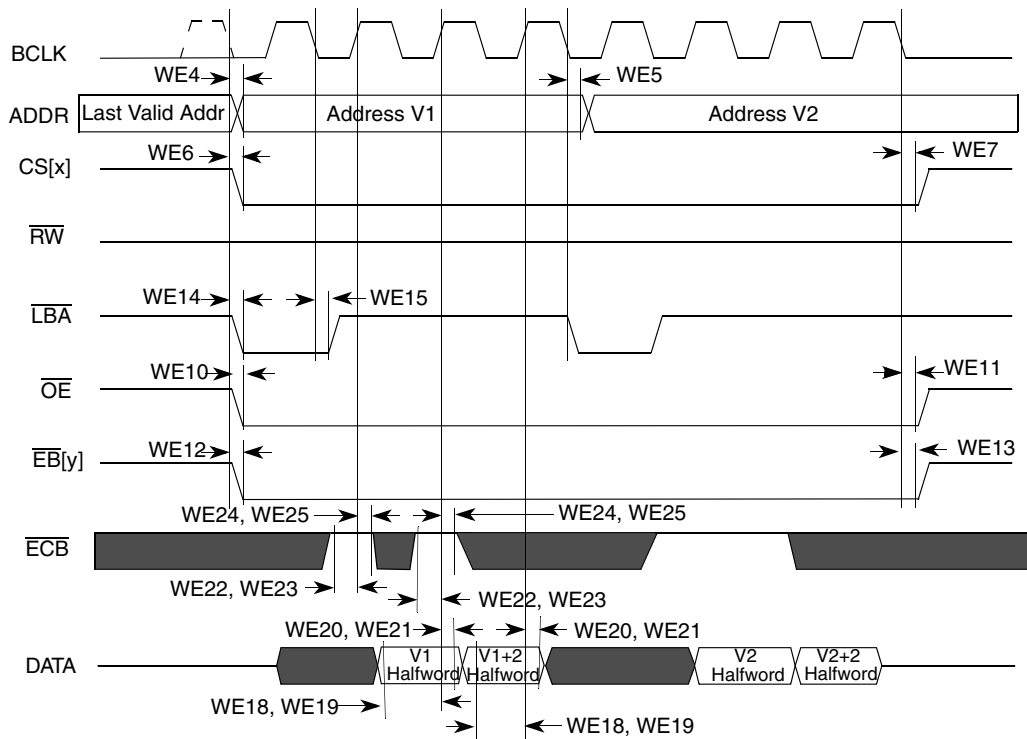 BCLK
WE4
WE5
ADDR
Last Valid Addr
Address V1
Address V2
WE6
WE7
CS[x]
RW
WE14
WE15
LBA
WE10
WE11
OE
WE12
WE13
EB[y]
WE24, WE25
WE24, WE25
ECB
WE22, WE23
WE22, WE23
WE20, WE21
WE20, WE21
DATA
V1
Halfword
V1+2
Halfword
V2
Halfword
V2+2
Halfword
WE18, WE19
WE18, WE19